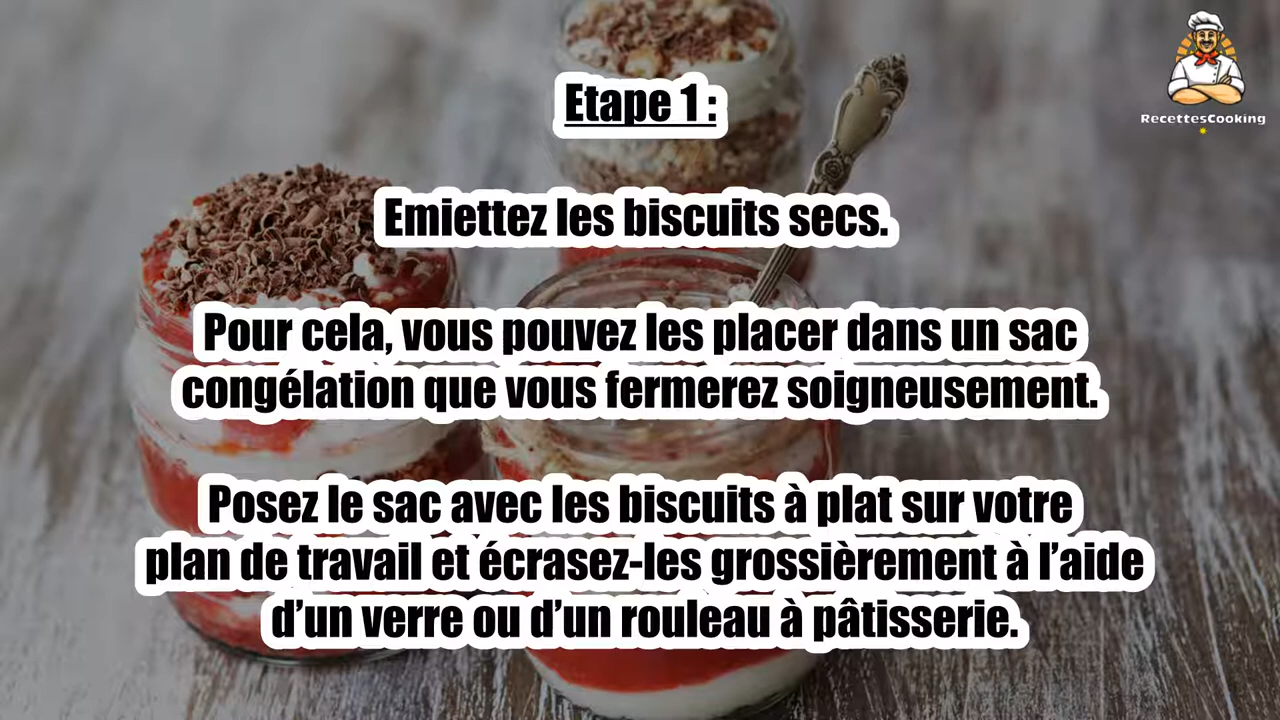 Etape 1 :
RecettesCooking
Emiettez les biscuits secs.
Pour cela, vous pouvez les placer dans un sac
congélation que vous fermerez soigneusement.
Posez le sac avec les biscuits à plat sur votre
plan de travail et écrasez-les grossièrement à l’aide
d’un verre ou d’un rouleau à pâtisserie.